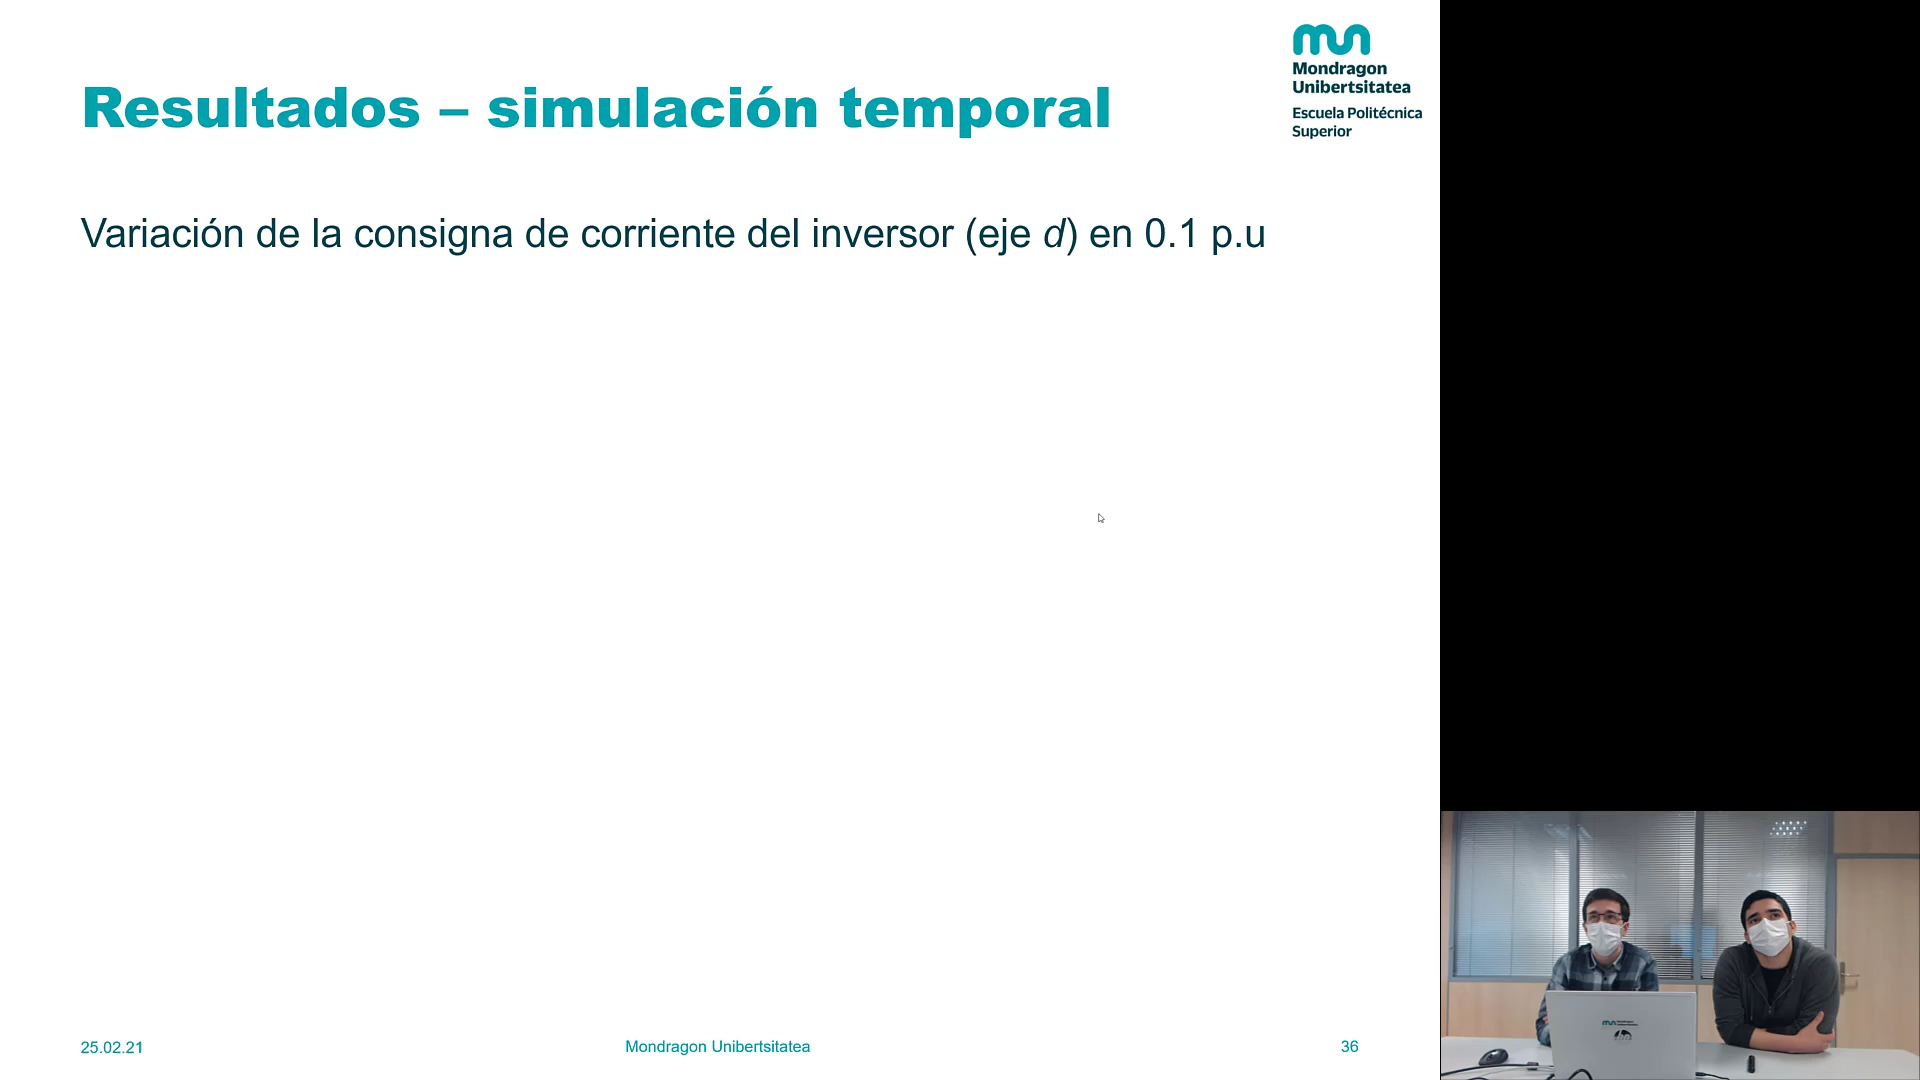 Resultados – simulación temporal
Mondragon
Unibertsitatea
Escuela Politécnica
Superior
Variación de la consigna de corriente del inversor (eje d) en 0.1 p.u
25.02.21
Mondragon Unibertsitatea
36